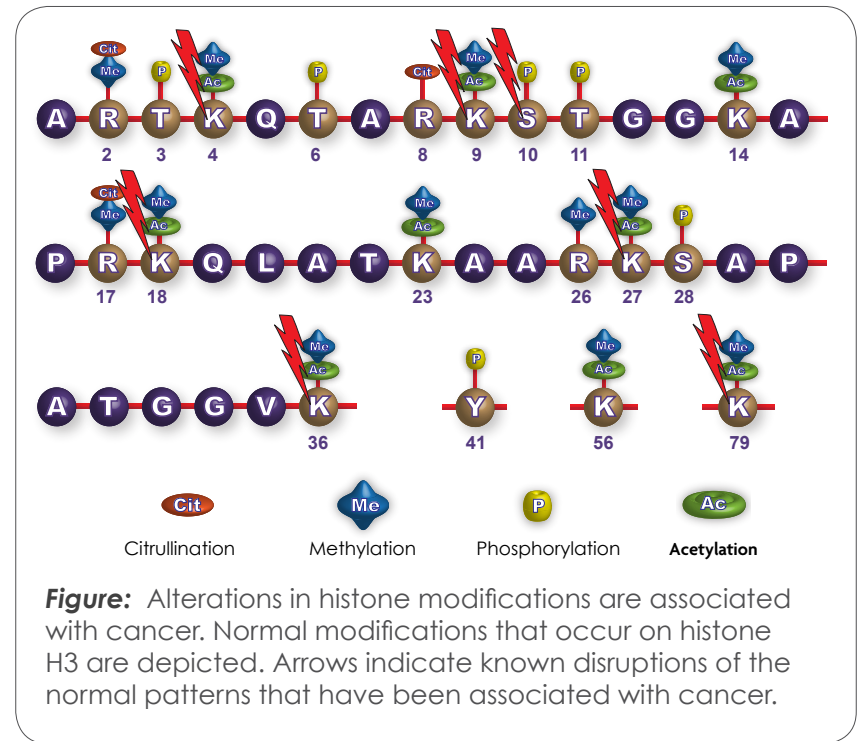 Cit P Me P Cit Me P P Me
Me Ac Ac Ac
A R T K Q T A R K S T G G K A
2 3 4 6 8 9 10 11 14
Cit Me Me Me Me P
Me Ac Ac Ac
P R K Q L A T K A A R K S A P
17 18 23 26 27 28
Me P Me Me
Ac Ac Ac
A T G G V K Y K K
36 41 56 79
Cit Me P Ac
Citrullination Methylation Phosphorylation Acetylation
Figure: Alterations in histone modifications are associated
with cancer. Normal modifications that occur on histone
H3 are depicted. Arrows indicate known disruptions of the
normal patterns that have been associated with cancer.